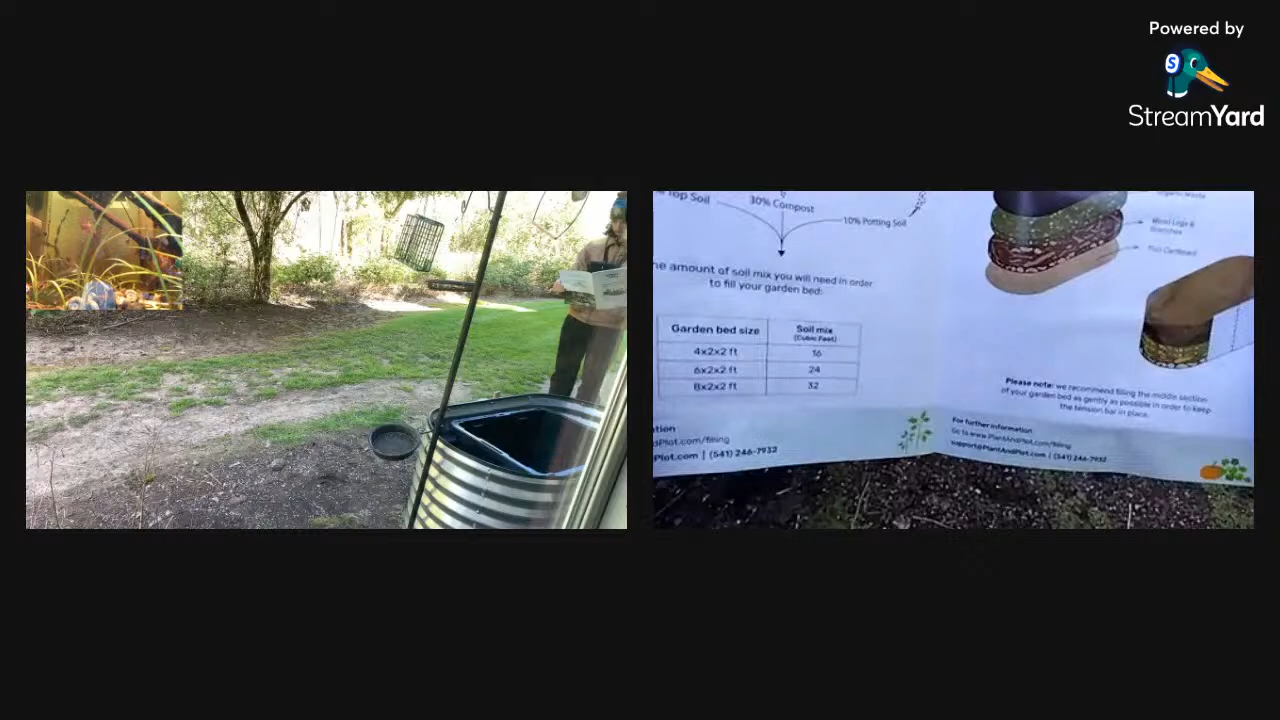 Powered by
StreamYard
Top Soil
30% Compost
10% Potting Soil
amount of soil mix you will need in order
to fill your garden bed:
Garden bed size
Soil mix
(Cubic Feet)
4x2x2 ft
16
6x2x2 ft
24
8x2x2 ft
32
Plot.com/filling
Plot.com | (541) 246-7932
Organic Waste
Wood Logs &
Branches
Cardboard
Please note: we recommend filling the middle section
of your garden bed as gently as possible in order to keep
the tension bar in place.
For further information
Go to www.PlantAndPlot.com/filling
support@PlantAndPlot.com | (541) 246-7932